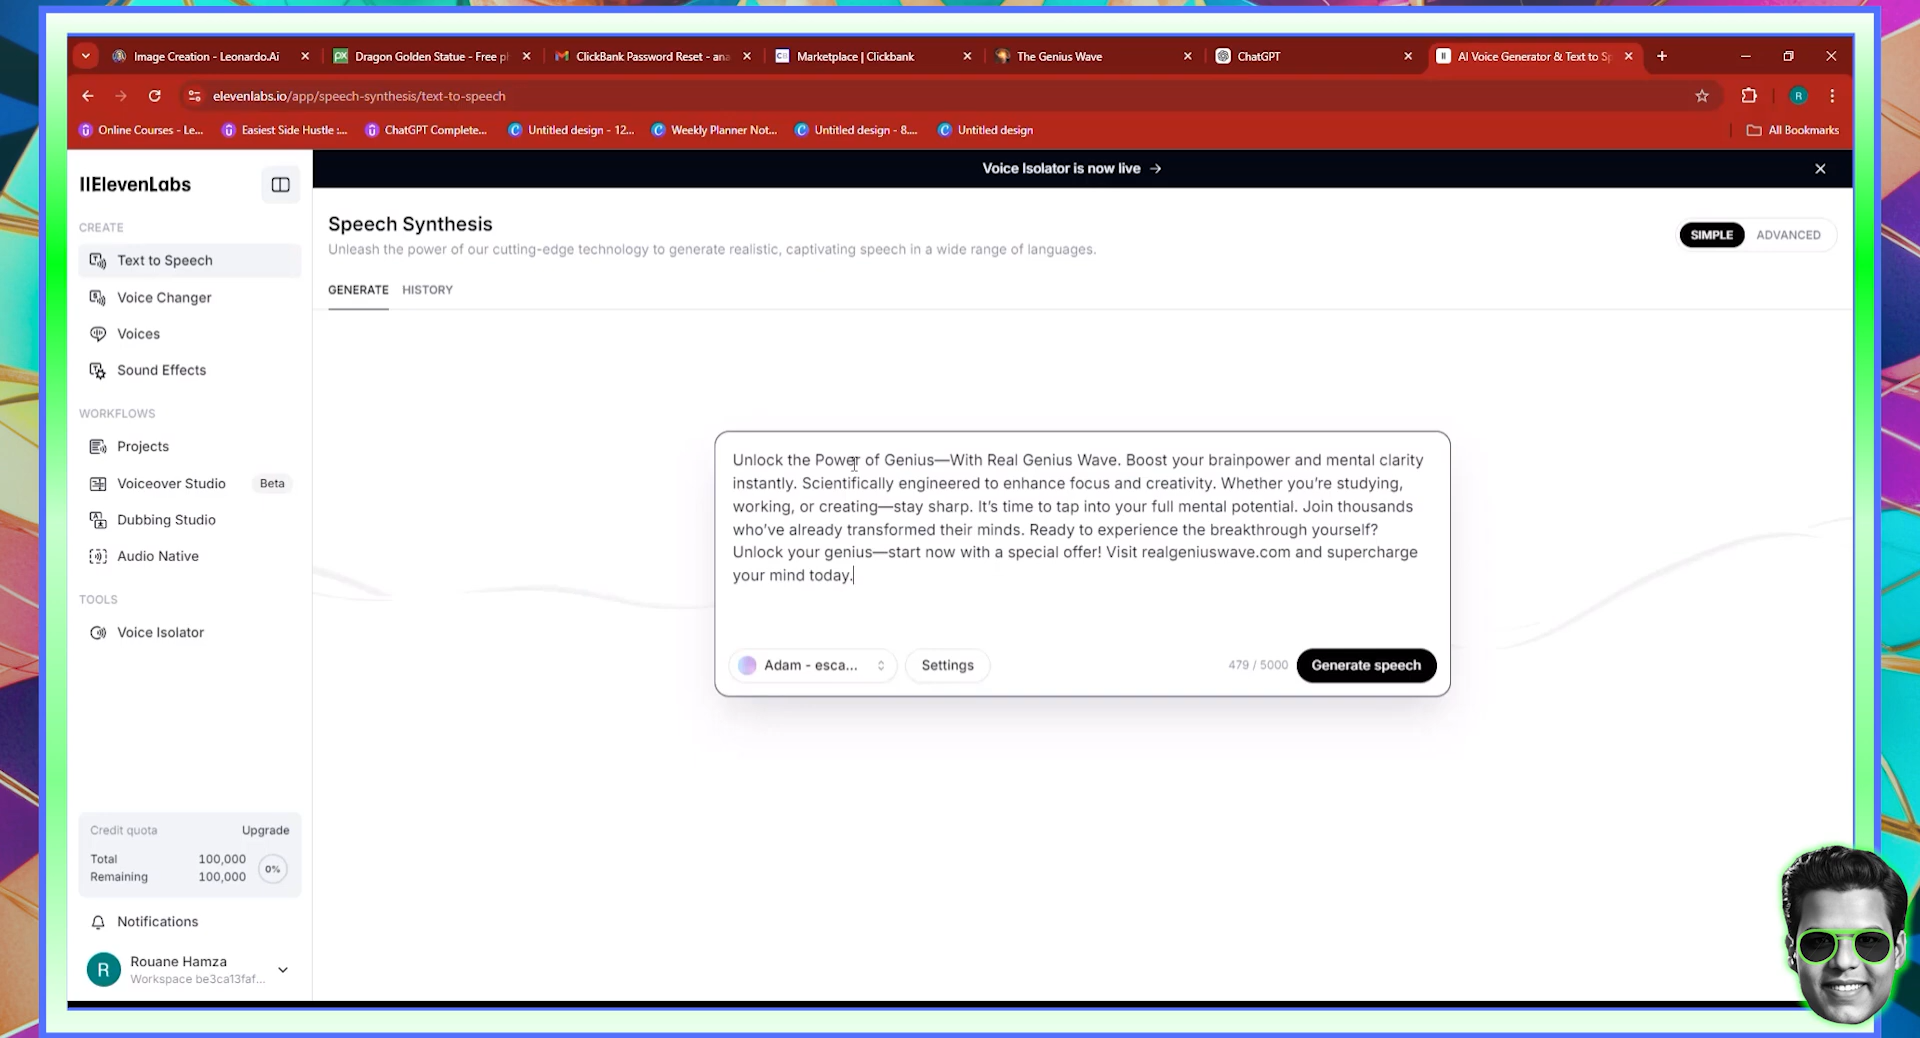 Image Creation - Leonardo.Ai
Dragon Golden Statue - Free p
ClickBank Password Reset - ana
Marketplace | Clickbank
The Genius Wave
ChatGPT
AI Voice Generator & Text to Sp
elevenlabs.io/app/speech-synthesis/text-to-speech
R
Online Courses - Le...
Easiest Side Hustle :...
ChatGPT Complete...
Untitled design - 12...
Weekly Planner Not...
Untitled design - 8....
Untitled design
All Bookmarks
IIElevenLabs
Voice Isolator is now live →
CREATE
Text to Speech
Voice Changer
Voices
Sound Effects
WORKFLOWS
Projects
Voiceover Studio Beta
Dubbing Studio
Audio Native
TOOLS
Voice Isolator
Credit quota Upgrade
Total 100,000
Remaining 100,000
0%
Notifications
R
Rouane Hamza
Workspace be3ca13faf...
Speech Synthesis
Unleash the power of our cutting-edge technology to generate realistic, captivating speech in a wide range of languages.
SIMPLE ADVANCED
GENERATE HISTORY
Unlock the Power of Genius—With Real Genius Wave. Boost your brainpower and mental clarity
instantly. Scientifically engineered to enhance focus and creativity. Whether you're studying,
working, or creating—stay sharp. It's time to tap into your full mental potential. Join thousands
who've already transformed their minds. Ready to experience the breakthrough yourself?
Unlock your genius—start now with a special offer! Visit realgeniuswave.com and supercharge
your mind today.
Adam - esca... Settings 479 / 5000 Generate speech